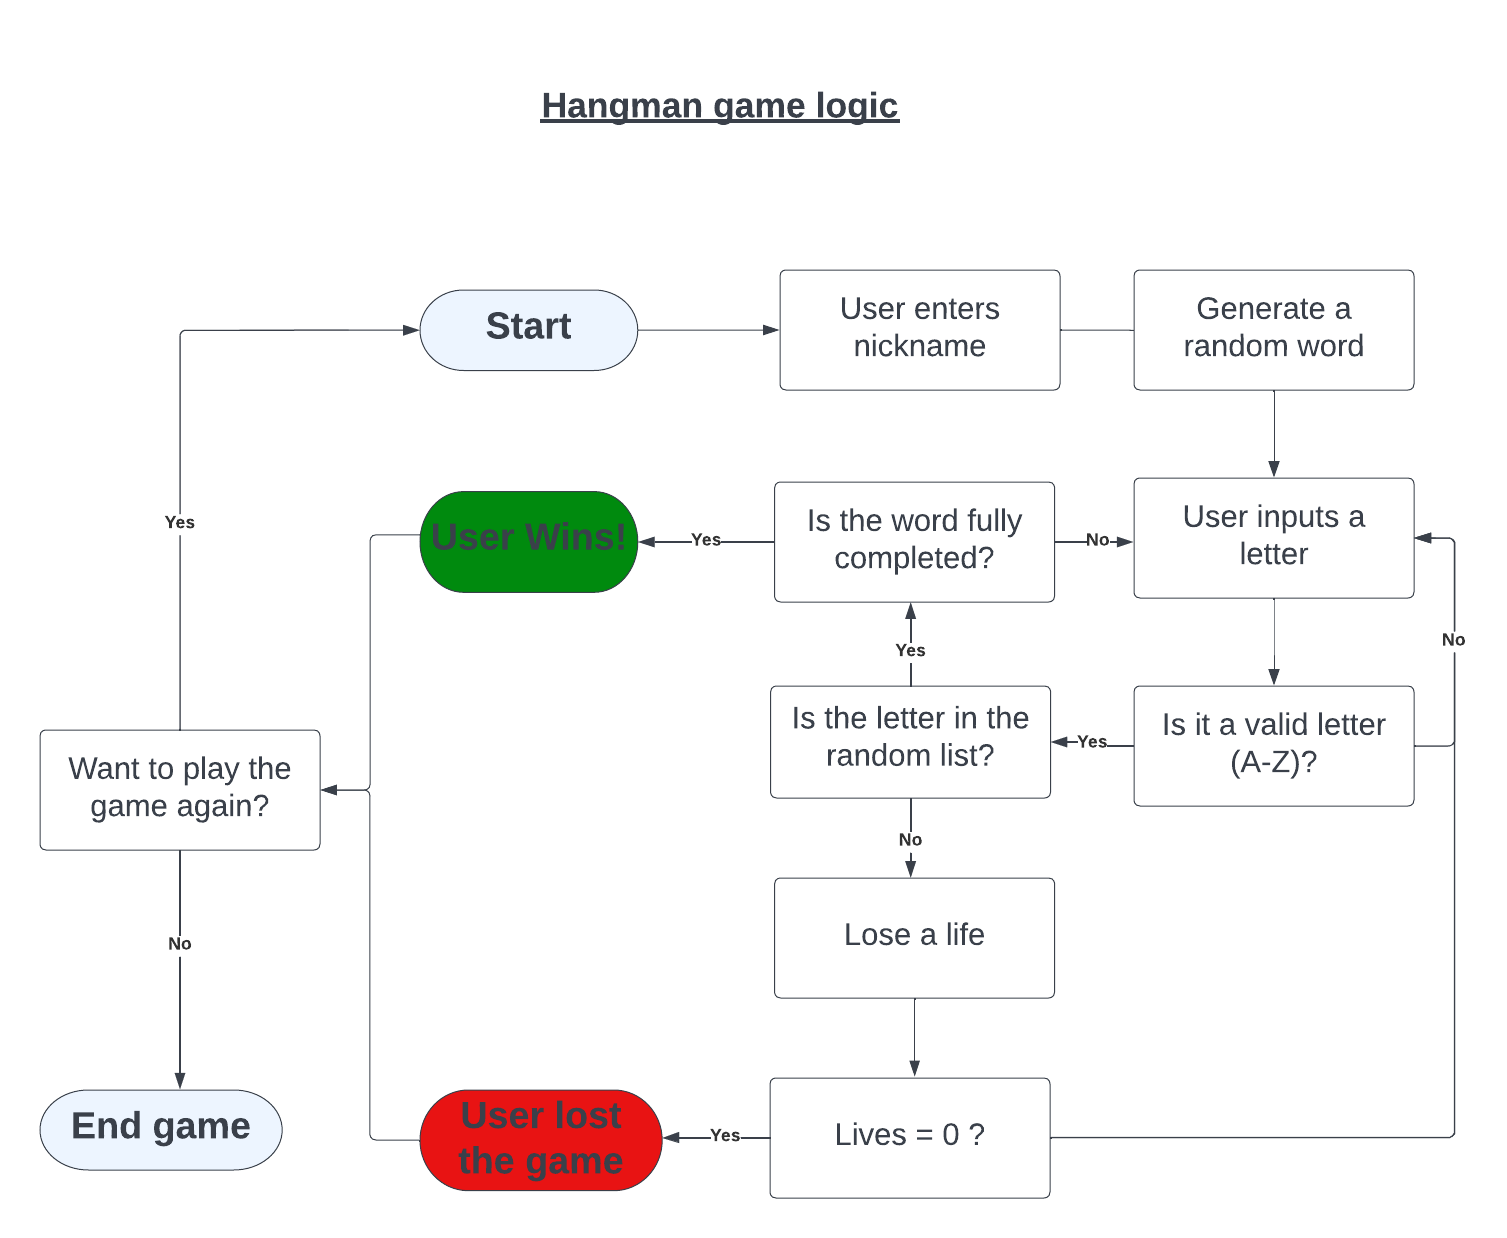 Hangman game logic
Start
User enters
nickname
Generate a
random word
Yes
User Wins!
Yes
Is the word fully
completed?
No
User inputs a
letter
Yes
No
Want to play the
game again?
Is the letter in the
random list?
Yes
Is it a valid letter
(A-Z)?
No
No
Lose a life
End game
User lost
the game
Yes
Lives = 0 ?